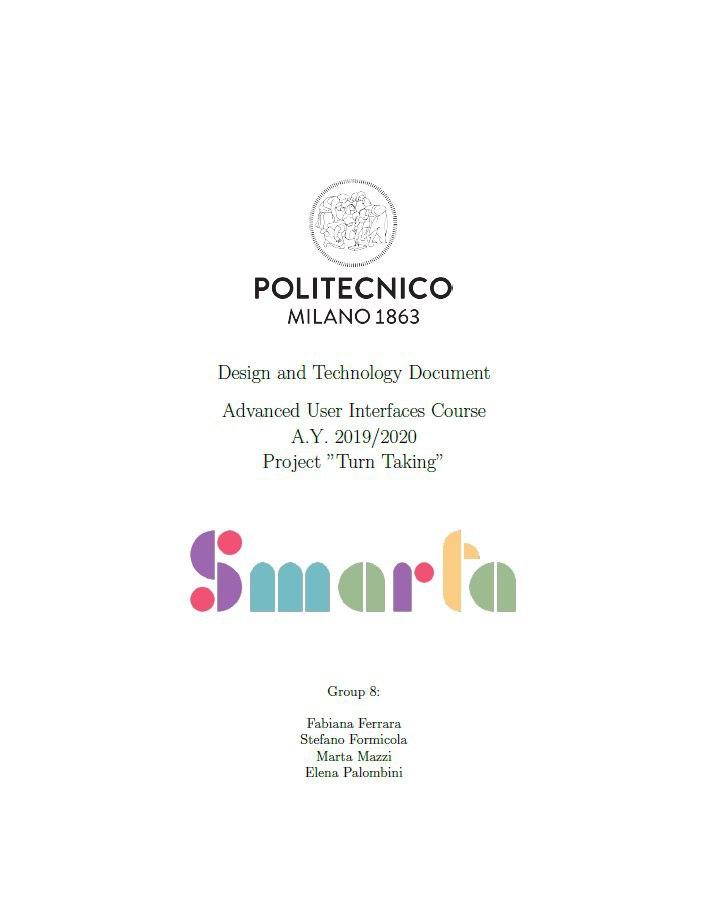 POLITECNICO
MILANO 1863
Design and Technology Document
Advanced User Interfaces Course
A.Y. 2019/2020
Project ”Turn Taking”
Smarta
Group 8:
Fabiana Ferrara
Stefano Formicola
Marta Mazzi
Elena Palombini